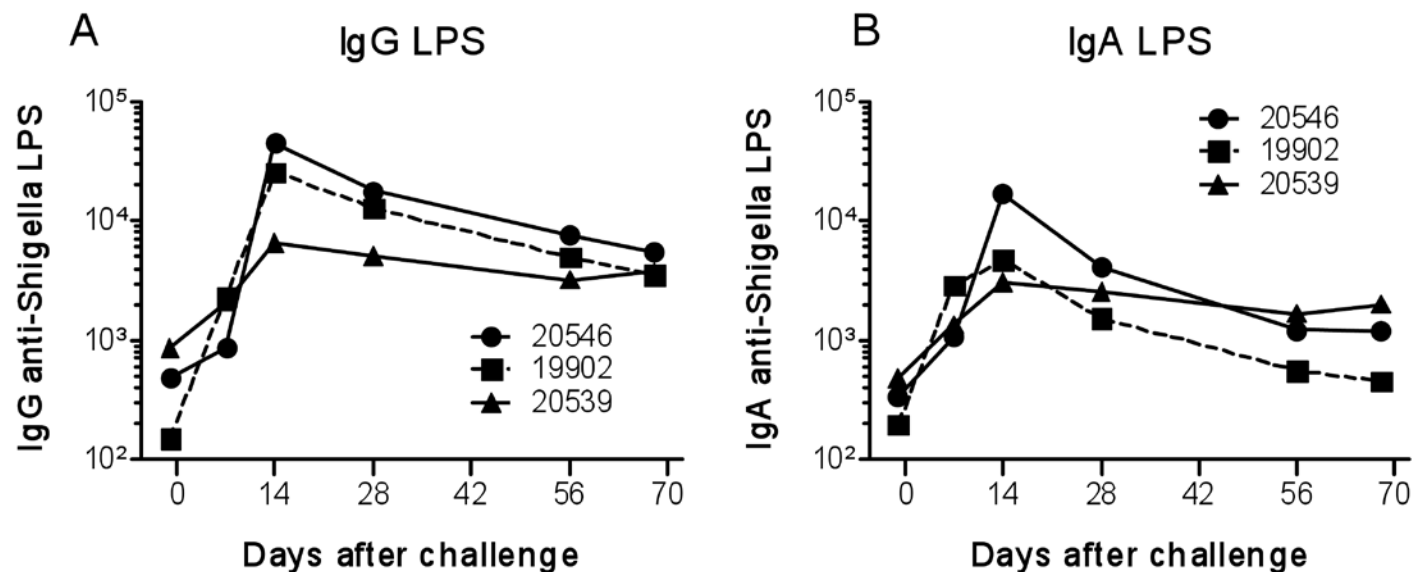 A
IgG LPS
IgG anti-Shigella LPS
10⁵
10⁴
10³
10²
20546
19902
20539
0 14 28 42 56 70
Days after challenge
B
IgA LPS
IgA anti-Shigella LPS
10⁵
10⁴
10³
10²
20546
19902
20539
0 14 28 42 56 70
Days after challenge